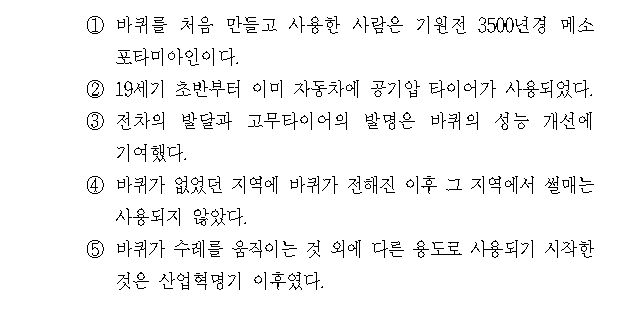 ① 바퀴를 처음 만들고 사용한 사람은 기원전 3500년경 메소
포타미아인이다.
② 19세기 초반부터 이미 자동차에 공기압 타이어가 사용되었다.
③ 전차의 발달과 고무타이어의 발명은 바퀴의 성능 개선에
기여했다.
④ 바퀴가 없었던 지역에 바퀴가 전해진 이후 그 지역에서 썰매는
사용되지 않았다.
⑤ 바퀴가 수레를 움직이는 것 외에 다른 용도로 사용되기 시작한
것은 산업혁명기 이후였다.